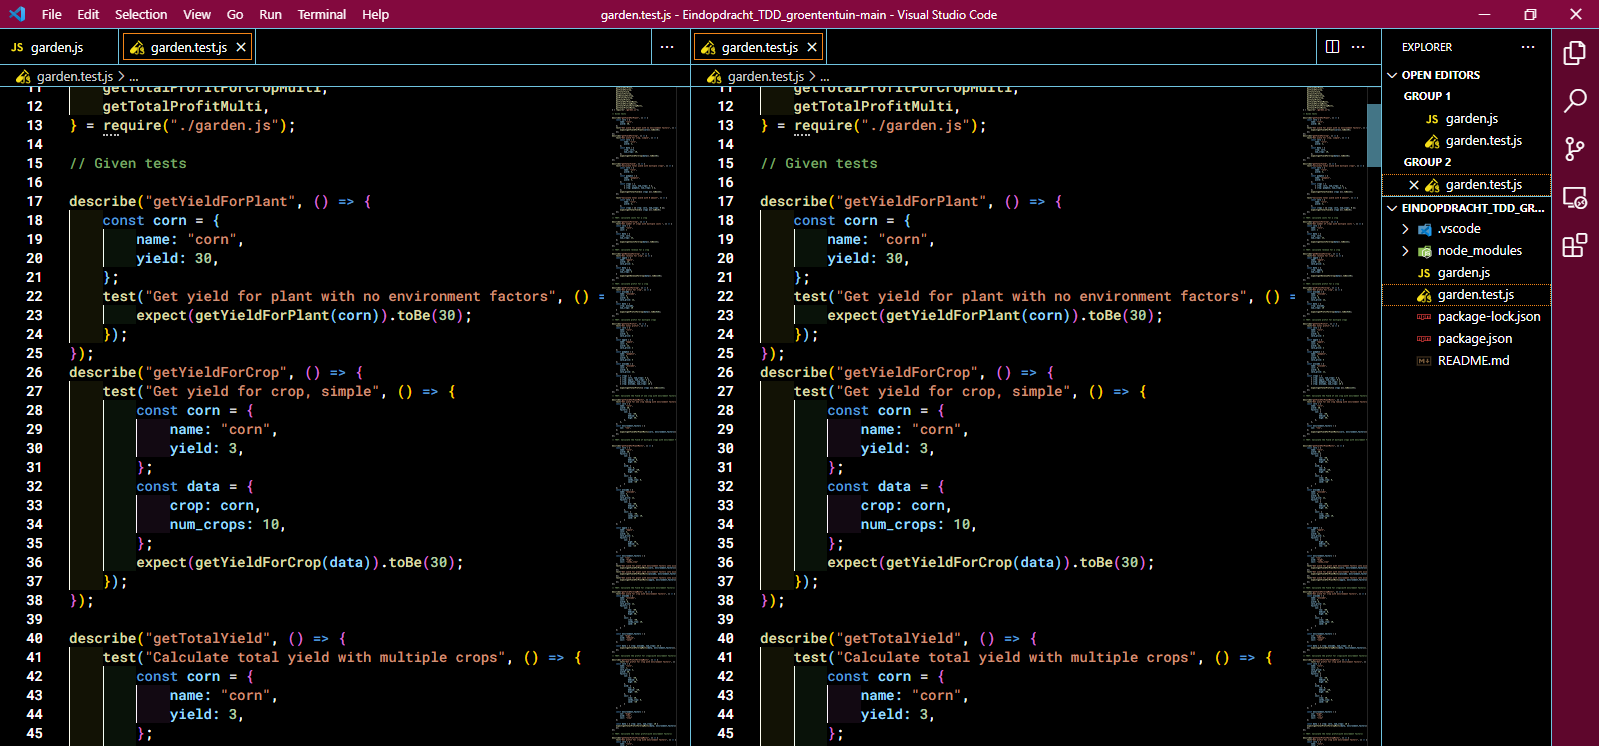 File Edit Selection View Go Run Terminal Help garden.test.js - Eindopdracht_TDD_groententuin-main - Visual Studio Code
JS garden.js garden.test.js
garden.test.js > ...
11 getTotalProfitForCropMulti,
12 getTotalProfitMulti,
13 } = require("./garden.js");
14
15 // Given tests
16
17 describe("getYieldForPlant", () => {
18 const corn = {
19 name: "corn",
20 yield: 30,
21 };
22 test("Get yield for plant with no environment factors", () =
23 expect(getYieldForPlant(corn)).toBe(30);
24 });
25 });
26 describe("getYieldForCrop", () => {
27 test("Get yield for crop, simple", () => {
28 const corn = {
29 name: "corn",
30 yield: 3,
31 };
32 const data = {
33 crop: corn,
34 num_crops: 10,
35 };
36 expect(getYieldForCrop(data)).toBe(30);
37 });
38 });
39
40 describe("getTotalYield", () => {
41 test("Calculate total yield with multiple crops", () => {
42 const corn = {
43 name: "corn",
44 yield: 3,
45 };
garden.test.js
garden.test.js > ...
11 getTotalProfitForCropMulti,
12 getTotalProfitMulti,
13 } = require("./garden.js");
14
15 // Given tests
16
17 describe("getYieldForPlant", () => {
18 const corn = {
19 name: "corn",
20 yield: 30,
21 };
22 test("Get yield for plant with no environment factors", () =
23 expect(getYieldForPlant(corn)).toBe(30);
24 });
25 });
26 describe("getYieldForCrop", () => {
27 test("Get yield for crop, simple", () => {
28 const corn = {
29 name: "corn",
30 yield: 3,
31 };
32 const data = {
33 crop: corn,
34 num_crops: 10,
35 };
36 expect(getYieldForCrop(data)).toBe(30);
37 });
38 });
39
40 describe("getTotalYield", () => {
41 test("Calculate total yield with multiple crops", () => {
42 const corn = {
43 name: "corn",
44 yield: 3,
45 };
EXPLORER
OPEN EDITORS
GROUP 1
JS garden.js
garden.test.js
GROUP 2
garden.test.js
EINDOPDRACHT_TDD_GR...
.vscode
node_modules
JS garden.js
garden.test.js
package-lock.json
package.json
README.md